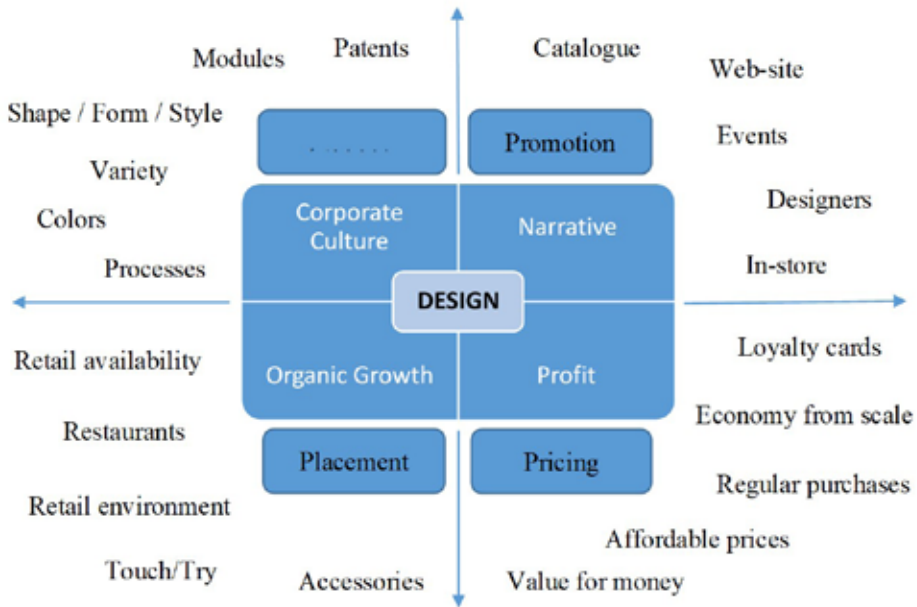 Patents
Catalogue
Modules
Web-site
Shape / Form / Style
Promotion
Events
Variety
Designers
Colors
Corporate
Culture
Narrative
Processes
In-store
DESIGN
Retail availability
Loyalty cards
Organic Growth
Profit
Economy from scale
Restaurants
Placement
Pricing
Regular purchases
Retail environment
Affordable prices
Touch/Try
Accessories
Value for money